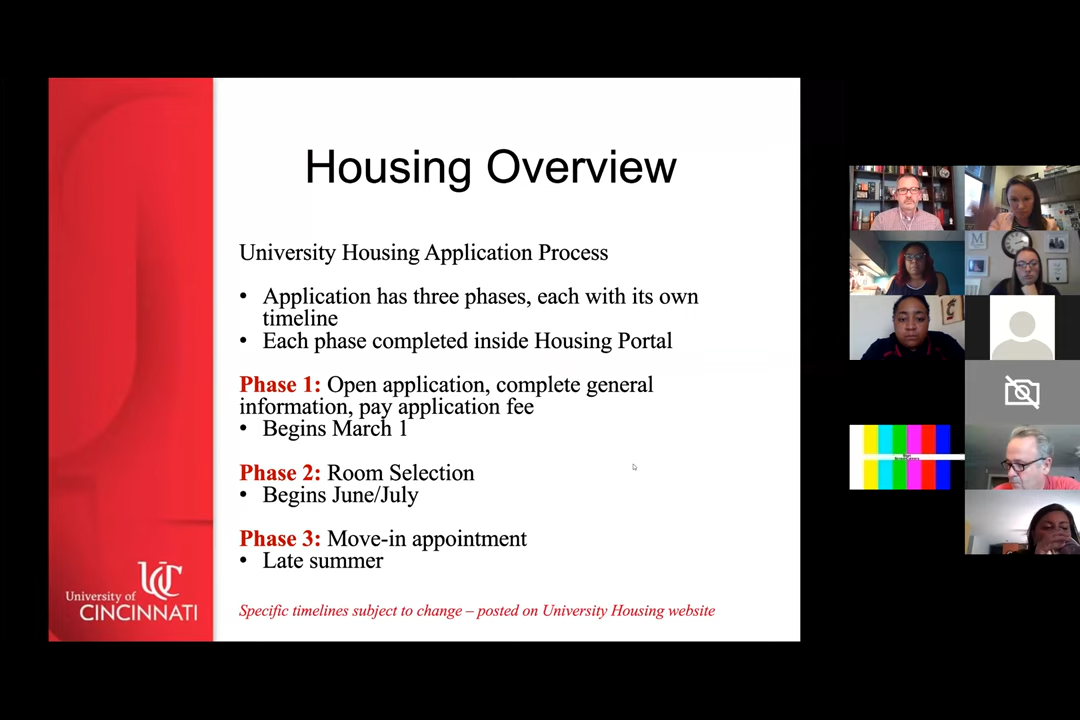 Housing Overview
University Housing Application Process
• Application has three phases, each with its own
timeline
• Each phase completed inside Housing Portal
Phase 1: Open application, complete general
information, pay application fee
• Begins March 1
Phase 2: Room Selection
• Begins June/July
Phase 3: Move-in appointment
• Late summer
Specific timelines subject to change – posted on University Housing website
UC
University of
CINCINNATI